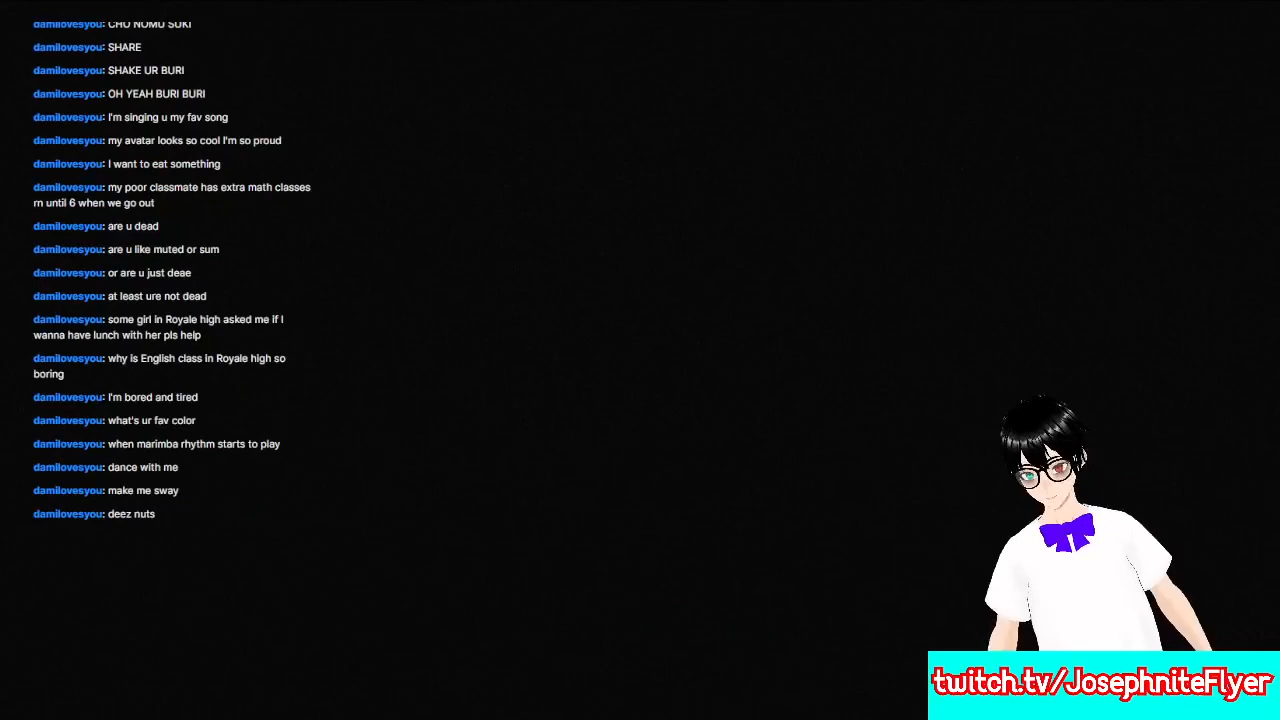 damilovesyou: CHU NOMU SUKI
damilovesyou: SHARE
damilovesyou: SHAKE UR BURI
damilovesyou: OH YEAH BURI BURI
damilovesyou: I'm singing u my fav song
damilovesyou: my avatar looks so cool I'm so proud
damilovesyou: I want to eat something
damilovesyou: my poor classmate has extra math classes
rn until 6 when we go out
damilovesyou: are u dead
damilovesyou: are u like muted or sum
damilovesyou: or are u just deae
damilovesyou: at least ure not dead
damilovesyou: some girl in Royale high asked me if I
wanna have lunch with her pls help
damilovesyou: why is English class in Royale high so
boring
damilovesyou: I'm bored and tired
damilovesyou: what's ur fav color
damilovesyou: when marimba rhythm starts to play
damilovesyou: dance with me
damilovesyou: make me sway
damilovesyou: deez nuts
twitch.tv/JosephniteFlyer